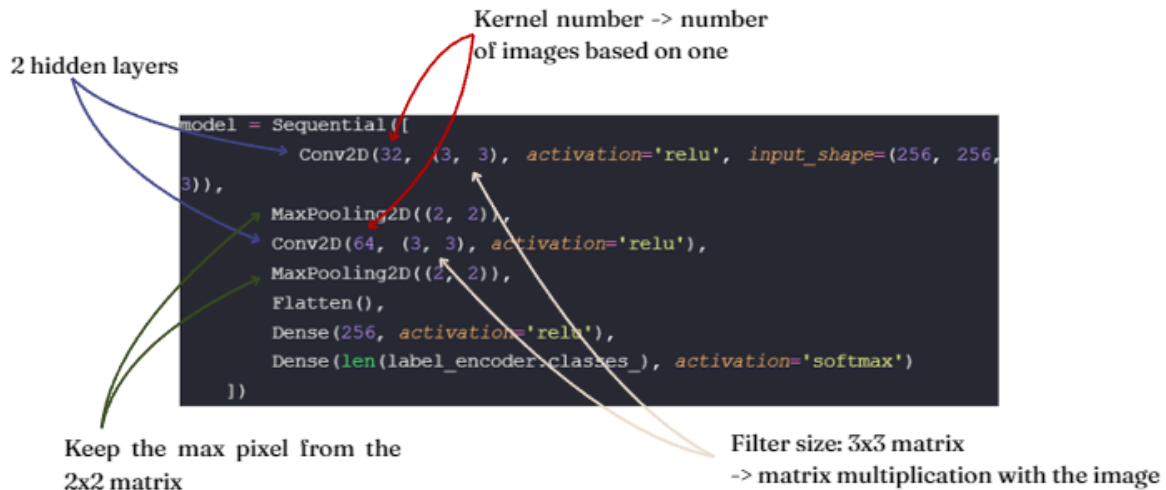 Kernel number -> number
of images based on one
2 hidden layers
model = Sequential([
Conv2D(32, (3, 3), activation='relu', input_shape=(256, 256,
3)),
MaxPooling2D((2, 2)),
Conv2D(64, (3, 3), activation='relu'),
MaxPooling2D((2, 2)),
Flatten(),
Dense(256, activation='relu'),
Dense(len(label_encoder.classes_), activation='softmax')
])
Keep the max pixel from the
2x2 matrix
Filter size: 3x3 matrix
-> matrix multiplication with the image